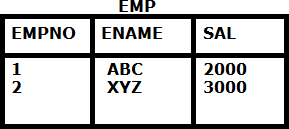 EMP
EMPNO ENAME SAL
1 ABC 2000
2 XYZ 3000